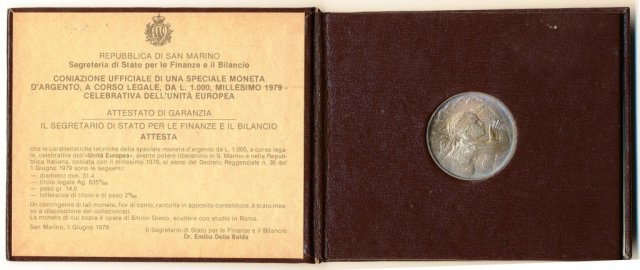 REPUBBLICA DI SAN MARINO
Segreteria di Stato per le Finanze e il Bilancio
CONIAZIONE UFFICIALE DI UNA SPECIALE MONETA
D'ARGENTO, A CORSO LEGALE, DA L. 1.000, MILLESIMO 1979 -
CELEBRATIVA DELL'UNITÀ EUROPEA
ATTESTATO DI GARANZIA
IL SEGRETARIO DI STATO PER LE FINANZE E IL BILANCIO
ATTESTA
che le caratteristiche tecniche della speciale moneta d'argento da L. 1.000, a corso lega-
le, celebrativa dell'«Unità Europea», avente potere liberatorio in S. Marino e nella Repub-
blica Italiana, coniata con il millesimo 1979, ai sensi del Decreto Reggenziale n. 36 del
1 Giugno 1979 sono le seguenti:
— diametro mm. 31,4
— titolo legale Ag. 835‰
— peso gr. 14,6
— tolleranza di titolo e di peso 2‰
Un contingente di tali monete, fior di conio, racchiuse in apposito contenitore, è stato mes-
so a disposizione dei collezionisti.
La moneta di cui sopra è opera di Emilio Greco, scultore con studio in Roma.
San Marino, 1 Giugno 1979
Il Segretario di Stato per le Finanze e il Bilancio
Dr. Emilio Della Balda